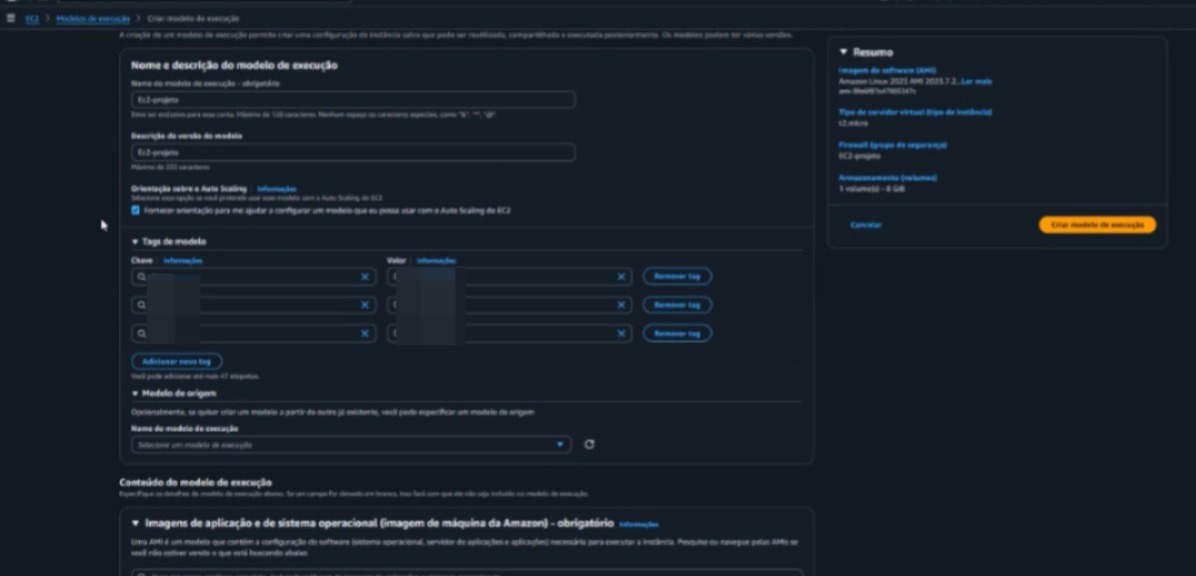 EC2 > Modelos de execução > Criar modelo de execução
A criação de um modelo de execução permite criar uma configuração de instância salva que pode ser reutilizada, compartilhada e executada posteriormente. Os modelos podem ter várias versões.
Nome e descrição do modelo de execução
Nome do modelo de execução - obrigatório
Ec2-projeto
Deve ser exclusivo para essa conta. Máximo de 128 caracteres. Nenhum espaço ou caracteres especiais, como "&", "*", "@".
Descrição da versão do modelo
Ec2-projeto
Máximo de 255 caracteres
Orientação sobre o Auto Scaling | Informações
Selecione essa opção se você pretende usar esse modelo com o Auto Scaling do EC2
Fornecer orientação para me ajudar a configurar um modelo que eu possa usar com o Auto Scaling do EC2
Tags de modelo
Chave | Informações
Valor | Informações
Remover tag
Remover tag
Remover tag
Adicionar nova tag
Você pode adicionar até mais 47 etiquetas
Modelo de origem
Opcionalmente, se quiser criar um modelo a partir de outro já existente, você pode especificar um modelo de origem
Nome do modelo de execução
Selecione um modelo de execução
Conteúdo do modelo de execução
Especifique os detalhes do modelo de execução abaixo. Se um campo for deixado em branco, isso fará com que ele não seja incluído no modelo de execução.
Imagens de aplicação e de sistema operacional (imagem de máquina da Amazon) - obrigatório Informações
Uma AMI é um modelo que contém a configuração do software (sistema operacional, servidor de aplicações e aplicações) necessária para executar a instância. Pesquise ou navegue pelas AMIs se
você não estiver vendo o que está buscando abaixo
Resumo
Imagem do software (AMI)
Amazon Linux 2023 AMI 2023.7.2...Ler mais
Tipo de servidor virtual (tipo de instância)
t2.micro
Firewall (grupo de segurança)
EC2-projeto
Armazenamento (volumes)
1 volume(s) - 8 GiB
Cancelar
Criar modelo de execução